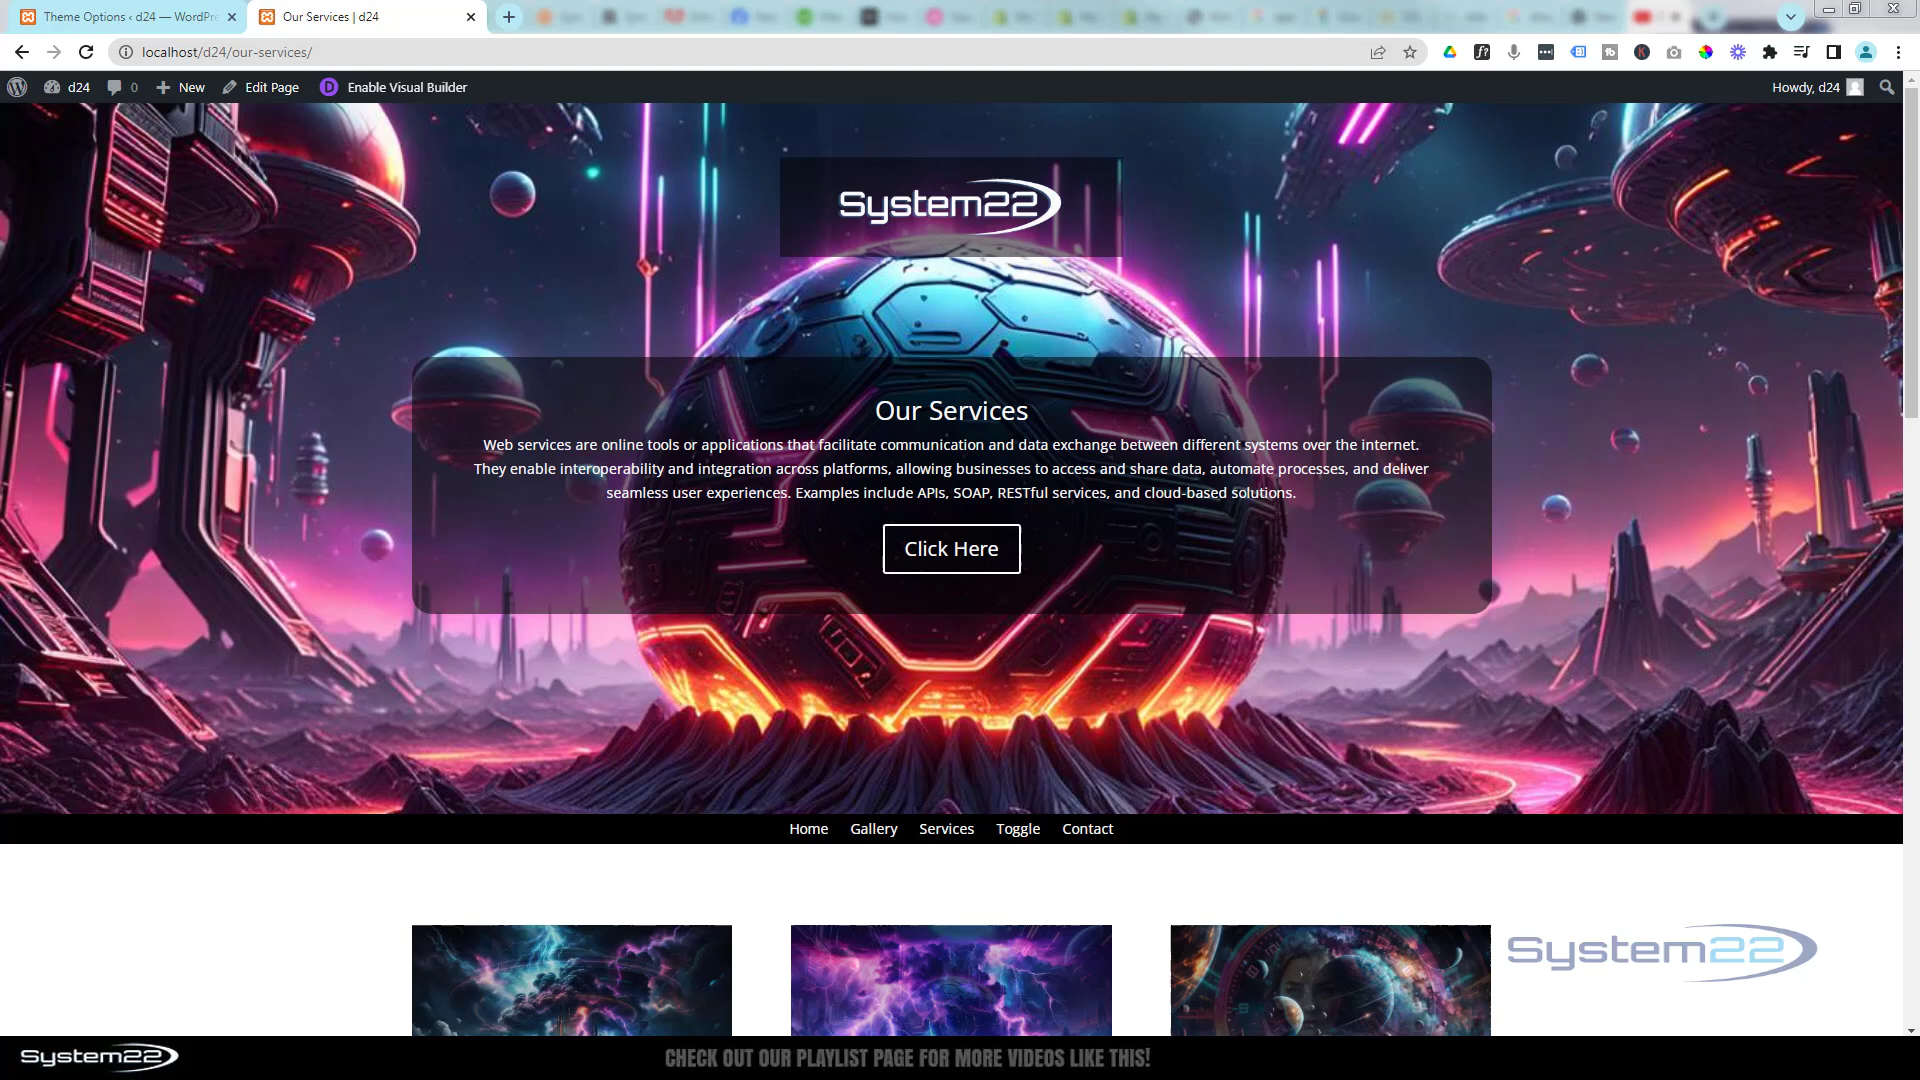 Theme Options ‹ d24 — WordPre
Our Services | d24
localhost/d24/our-services/
d24
0
New
Edit Page
D
Enable Visual Builder
Howdy, d24
System22
Our Services
Web services are online tools or applications that facilitate communication and data exchange between different systems over the internet.
They enable interoperability and integration across platforms, allowing businesses to access and share data, automate processes, and deliver
seamless user experiences. Examples include APIs, SOAP, RESTful services, and cloud-based solutions.
Click Here
Home
Gallery
Services
Toggle
Contact
System22
System22
CHECK OUT OUR PLAYLIST PAGE FOR MORE VIDEOS LIKE THIS!